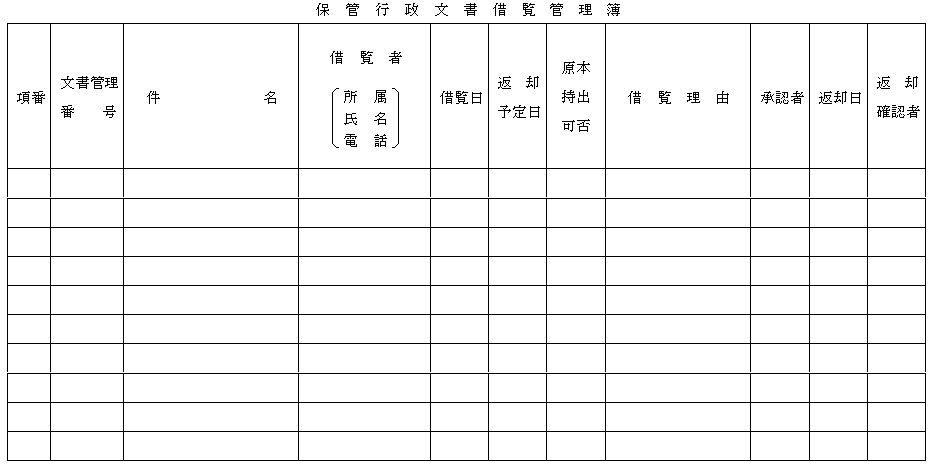 保管行政文書借覧管理簿
項番
文書管理
番号
件名
借覧者
所属
氏名
電話
借覧日
返却
予定日
原本
持出
可否
借覧理由
承認者
返却日
返却
確認者